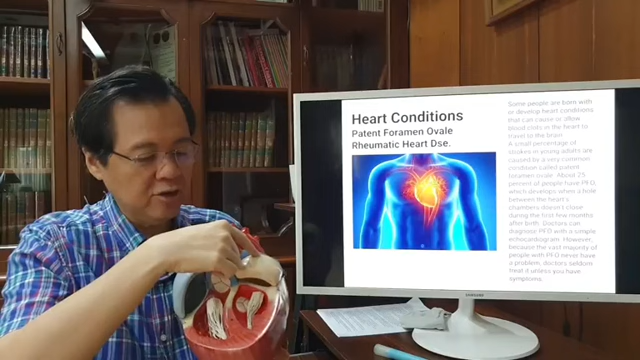 Heart Conditions
Patent Foramen Ovale
Rheumatic Heart Dse.
Some people are born with
or develop heart conditions
that can cause or allow
blood clots in the heart to
travel to the brain.
A small percentage of
strokes in young adults are
caused by a very common
condition called patent
foramen ovale. About 25
percent of people have PFO,
which develops when a hole
between the heart's
chambers doesn't close
during the first few months
after birth. Doctors can
diagnose PFO with a simple
echocardiogram. However,
because the vast majority of
people with PFO never have
a problem, doctors seldom
treat it unless you have
symptoms.
SAMSUNG